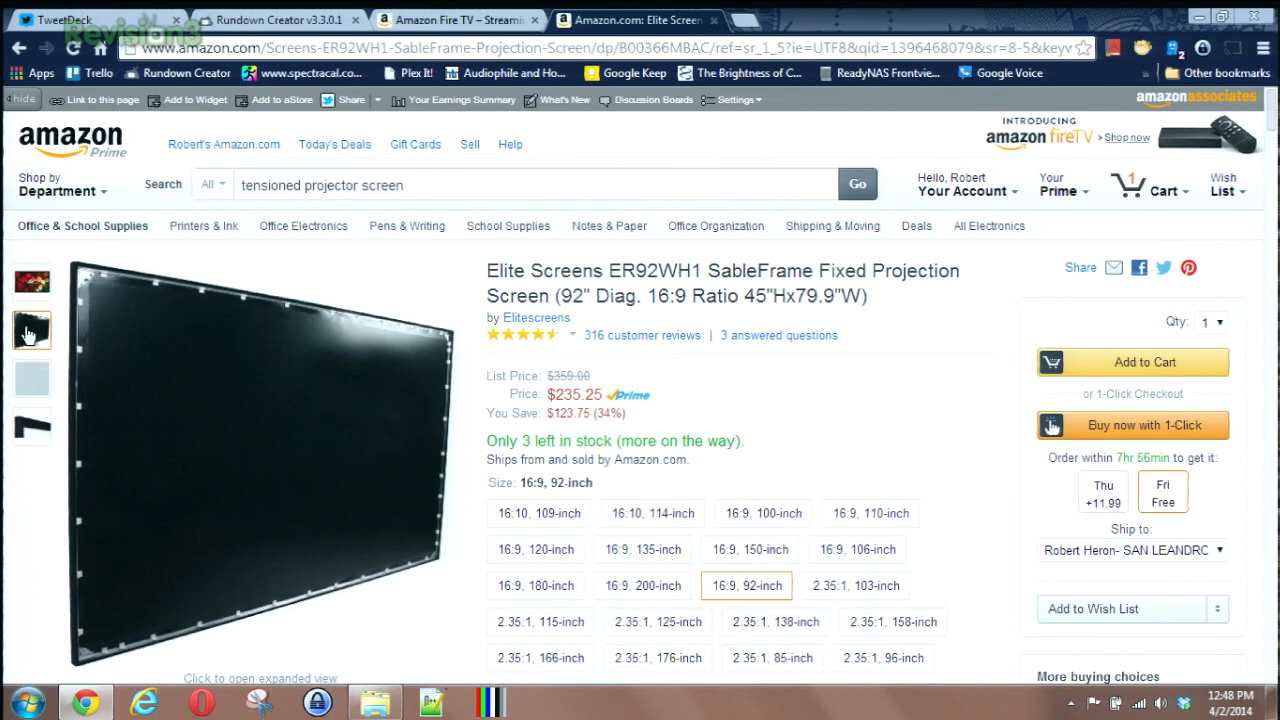 TweetDeck
Rundown Creator v3.3.0.1
Amazon Fire TV – Streami
Amazon.com: Elite Screen
Revision3
www.amazon.com/Screens-ER92WH1-SableFrame-Projection-Screen/dp/B00366MBAC/ref=sr_1_5?ie=UTF8&qid=1396468079&sr=8-5&keyw
Apps
Trello
Rundown Creator
www.spectracal.co...
Plex It!
Audiophile and Ho...
Google Keep
The Brightness of C...
ReadyNAS Frontvie...
Google Voice
»
Other bookmarks
hide
Link to this page
Add to Widget
Add to aStore
Share
Your Earnings Summary
What's New
Discussion Boards
Settings
amazonassociates
amazon
Prime
Robert's Amazon.com
Today's Deals
Gift Cards
Sell
Help
INTRODUCING
amazon fireTV
› Shop now
Shop by
Department
Search
All
tensioned projector screen
Go
Hello, Robert
Your Account
Your
Prime
1
Cart
Wish
List
Office & School Supplies
Printers & Ink
Office Electronics
Pens & Writing
School Supplies
Notes & Paper
Office Organization
Shipping & Moving
Deals
All Electronics
Elite Screens ER92WH1 SableFrame Fixed Projection
Screen (92" Diag. 16:9 Ratio 45"Hx79.9"W)
by Elitescreens
316 customer reviews | 3 answered questions
List Price: $359.00
Price: $235.25 Prime
You Save: $123.75 (34%)
Only 3 left in stock (more on the way).
Ships from and sold by Amazon.com.
Size: 16:9, 92-inch
16:10, 109-inch
16:10, 114-inch
16:9, 100-inch
16:9, 110-inch
16:9, 120-inch
16:9, 135-inch
16:9, 150-inch
16:9, 106-inch
16:9, 180-inch
16:9, 200-inch
16:9, 92-inch
2.35:1, 103-inch
2.35:1, 115-inch
2.35:1, 125-inch
2.35:1, 138-inch
2.35:1, 158-inch
2.35:1, 166-inch
2.35:1, 176-inch
2.35:1, 85-inch
2.35:1, 96-inch
Click to open expanded view
Share
Qty: 1
Add to Cart
or 1-Click Checkout
Buy now with 1-Click
Order within 7hr 56min to get it:
Thu
+11.99
Fri
Free
Ship to:
Robert Heron- SAN LEANDRO
Add to Wish List
More buying choices
12:48 PM
4/2/2014